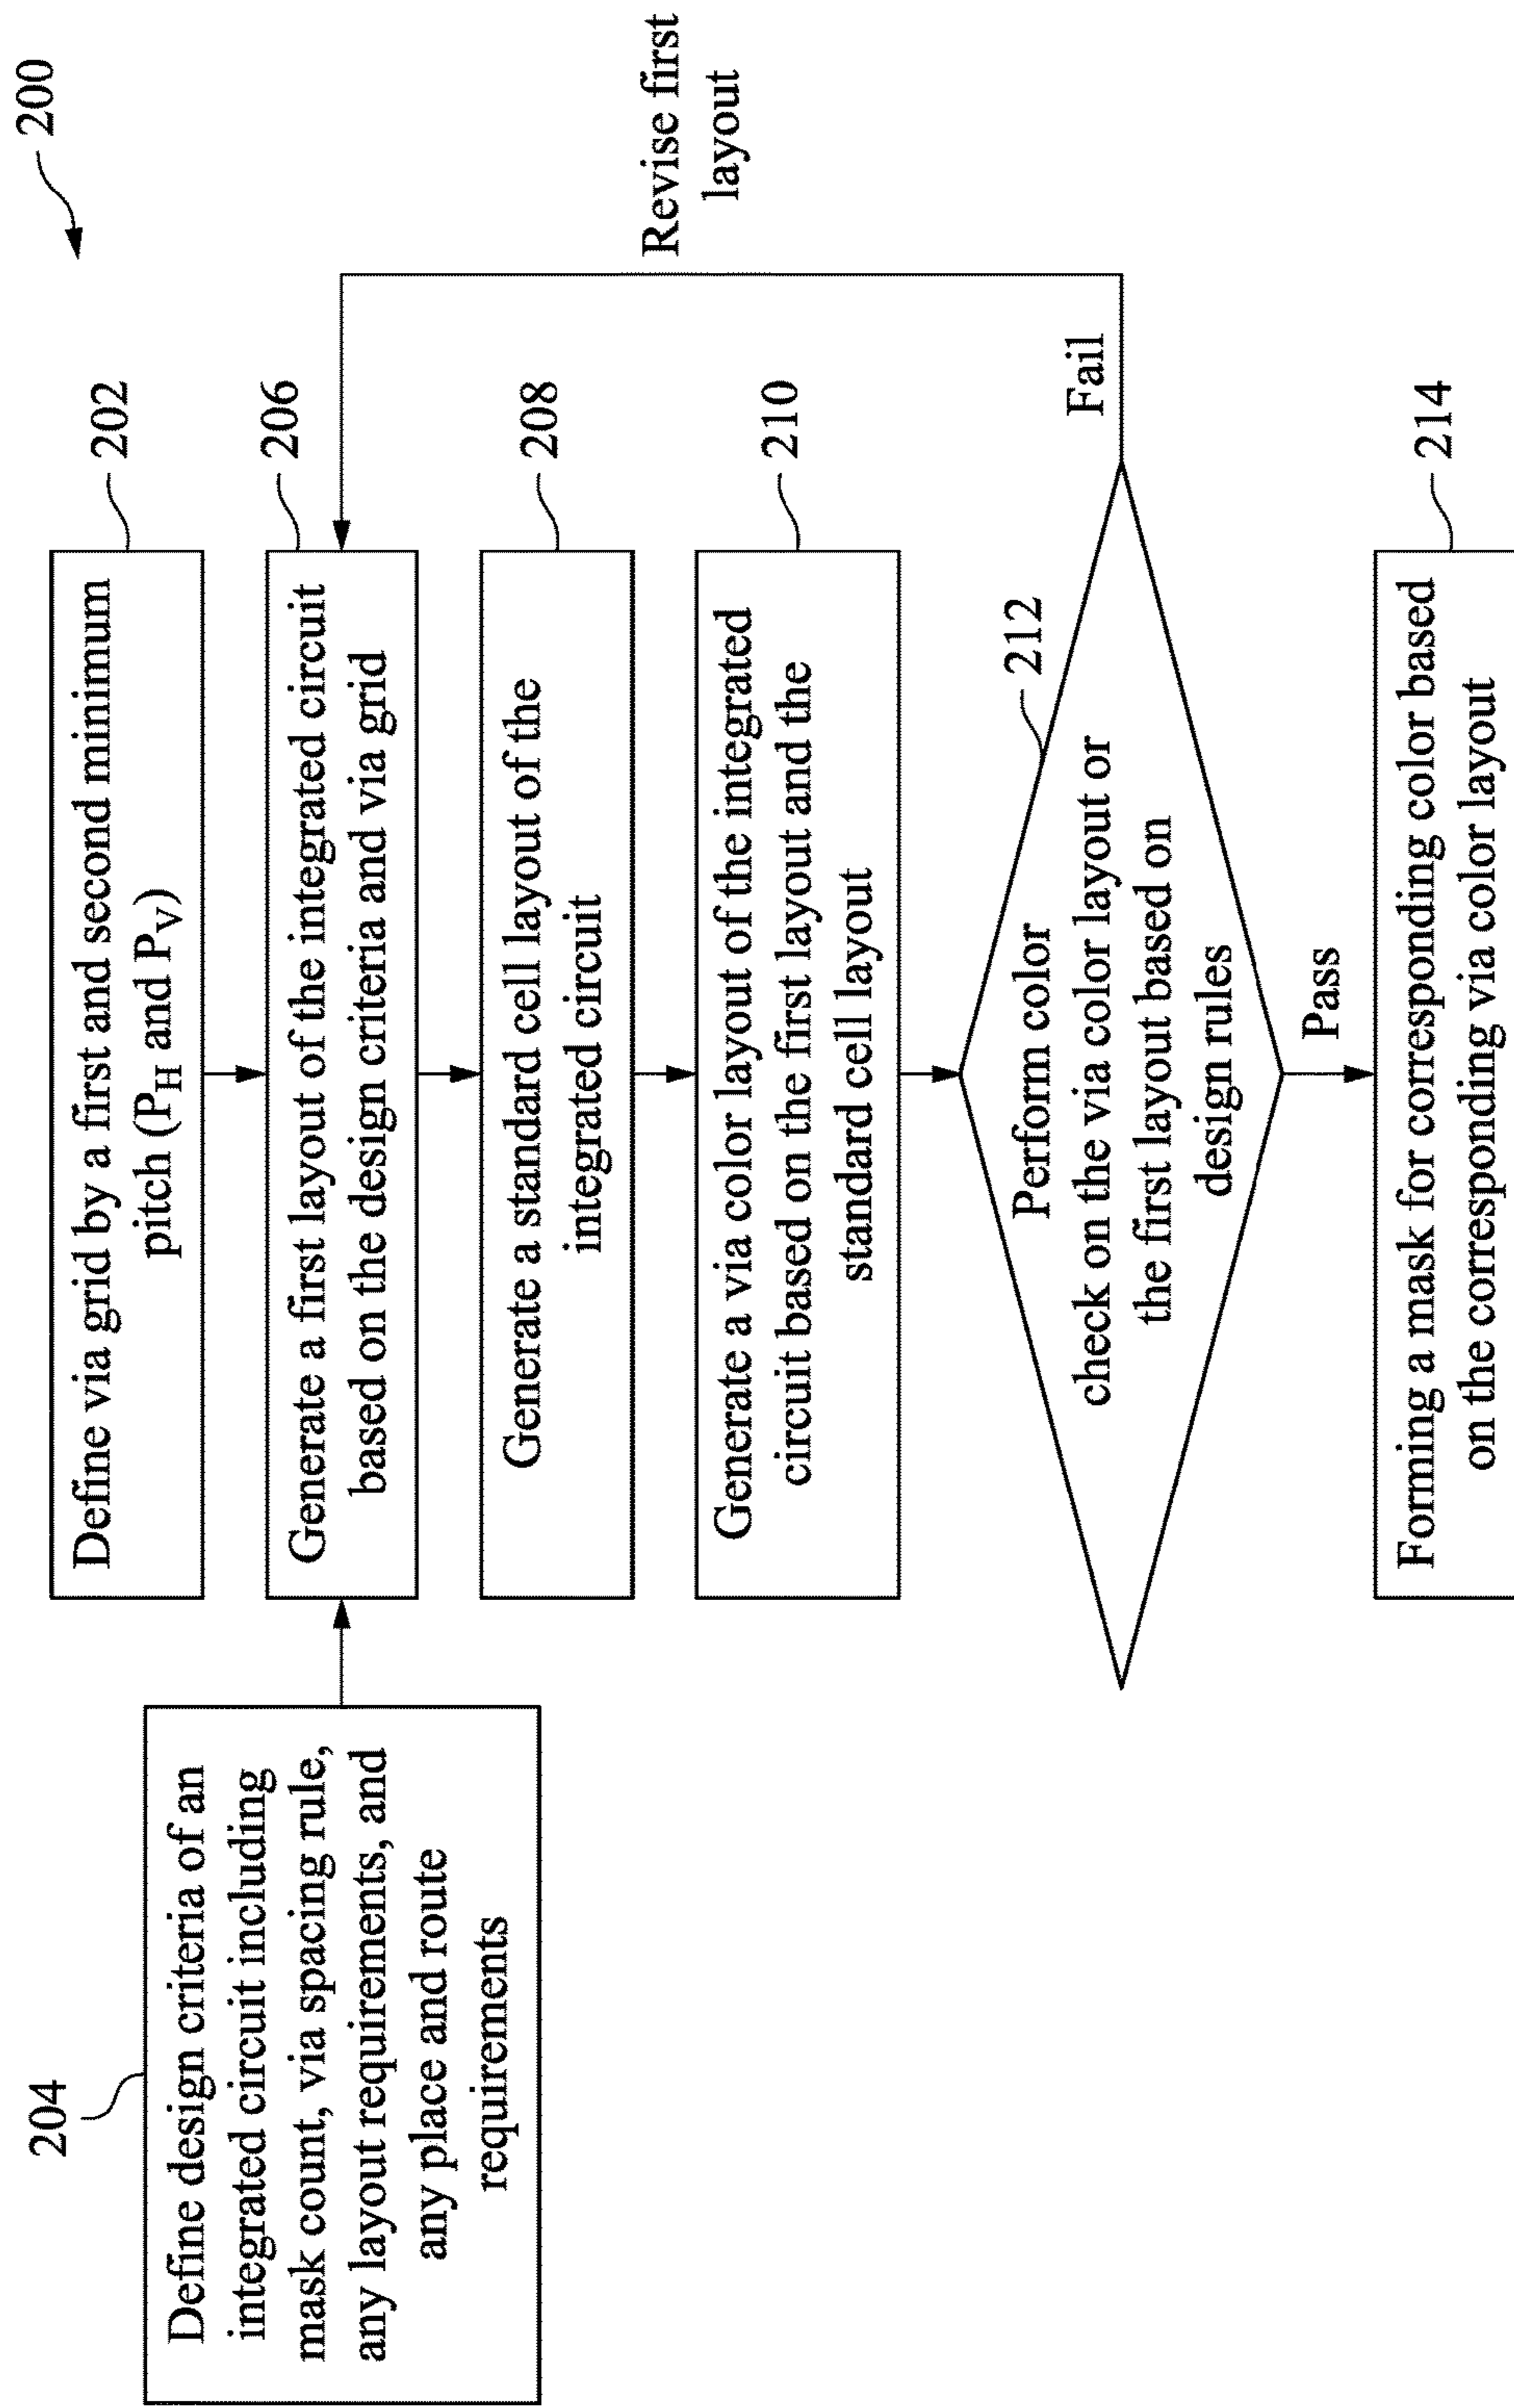 200
Define via grid by a first and second minimum
pitch (PH and PV)
202
204
Define design criteria of an
integrated circuit including
mask count, via spacing rule,
any layout requirements, and
any place and route
requirements
Generate a first layout of the integrated circuit
based on the design criteria and via grid
206
Generate a standard cell layout of the
integrated circuit
208
Revise first
layout
Generate a via color layout of the integrated
circuit based on the first layout and the
standard cell layout
210
Perform color
check on the via color layout or
the first layout based on
design rules
212
Fail
Pass
Forming a mask for corresponding color based
on the corresponding via color layout
214